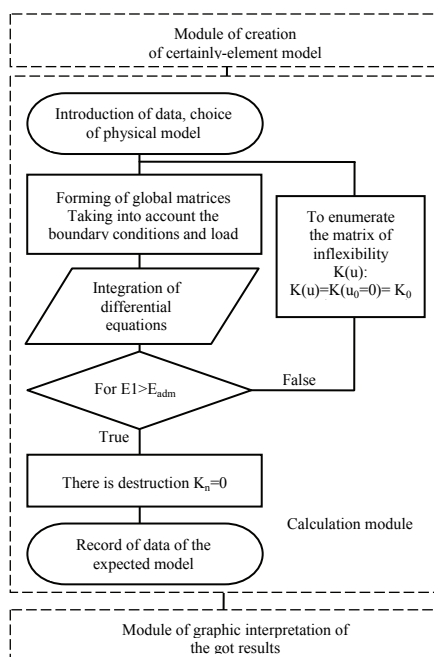 Module of creation
of certainly-element model
Introduction of data, choice
of physical model
Forming of global matrices
Taking into account the
boundary conditions and load
To enumerate
the matrix of
inflexibility
K(u):
K(u)=K(u₀=0)= K₀
Integration of
differential
equations
For E1>Eadm
False
True
There is destruction Kₙ=0
Calculation module
Record of data of the
expected model
Module of graphic interpretation of
the got results